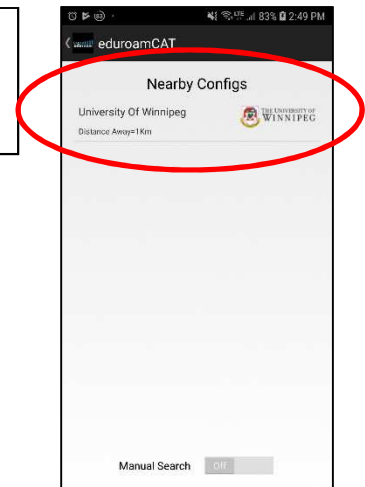 83% 2:49 PM
eduroamCAT
Nearby Configs
University Of Winnipeg
THE UNIVERSITY OF
WINNIPEG
Distance Away=1Km
Manual Search Off